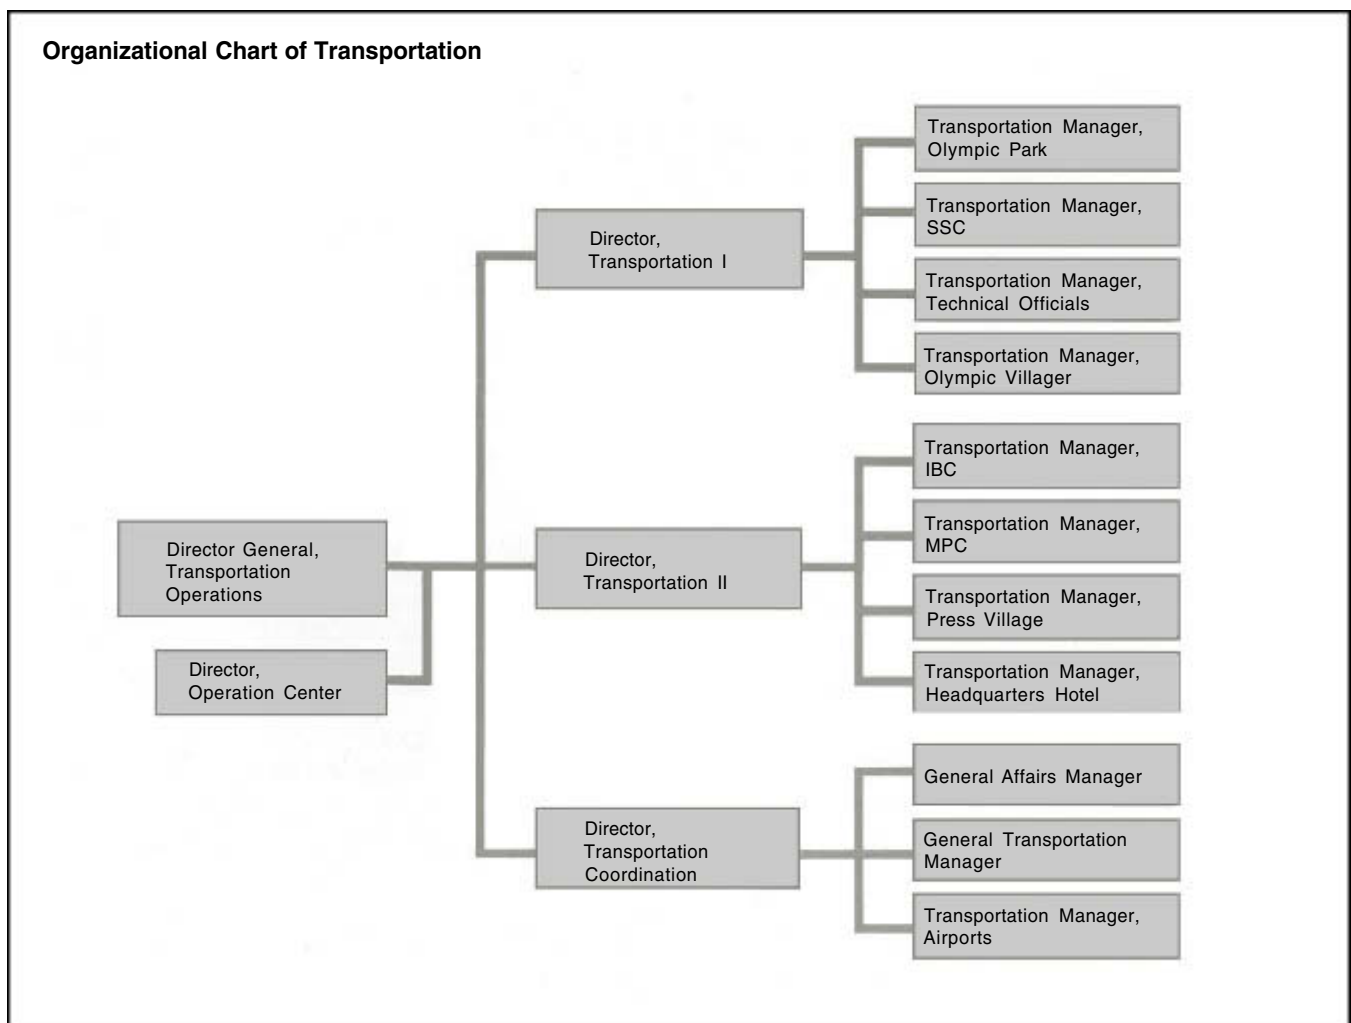 Organizational Chart of Transportation
Transportation Manager,
Olympic Park
Transportation Manager,
SSC
Director,
Transportation I
Transportation Manager,
Technical Officials
Transportation Manager,
Olympic Villager
Transportation Manager,
IBC
Transportation Manager,
MPC
Director General,
Transportation
Operations
Director,
Transportation II
Transportation Manager,
Press Village
Director,
Operation Center
Transportation Manager,
Headquarters Hotel
General Affairs Manager
Director,
Transportation
Coordination
General Transportation
Manager
Transportation Manager,
Airports